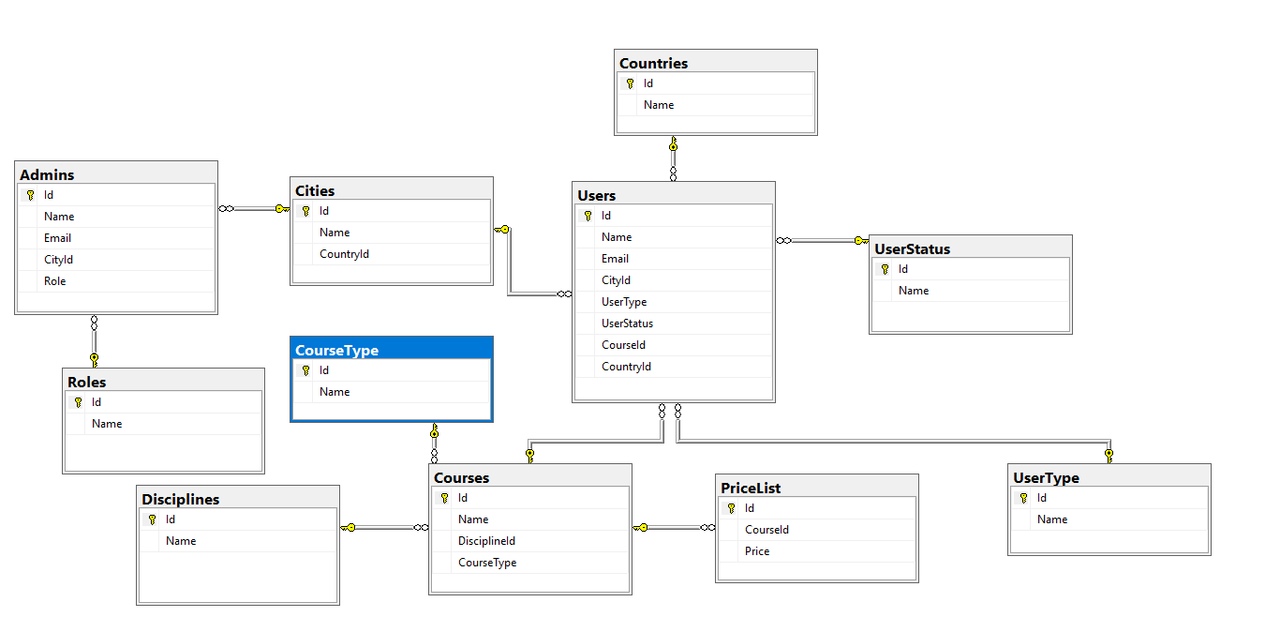 Countries
Id
Name
Admins
Id
Name
Email
CityId
Role
Cities
Id
Name
CountryId
Users
Id
Name
Email
CityId
UserType
UserStatus
CourseId
CountryId
UserStatus
Id
Name
CourseType
Id
Name
Roles
Id
Name
Disciplines
Id
Name
Courses
Id
Name
DisciplineId
CourseType
PriceList
Id
CourseId
Price
UserType
Id
Name